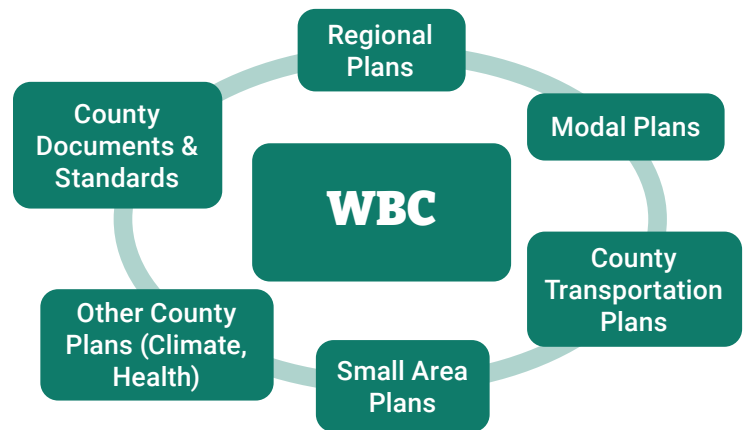 Regional
Plans
Modal Plans
County
Transportation
Plans
Small Area
Plans
Other County
Plans (Climate,
Health)
County
Documents &
Standards
WBC